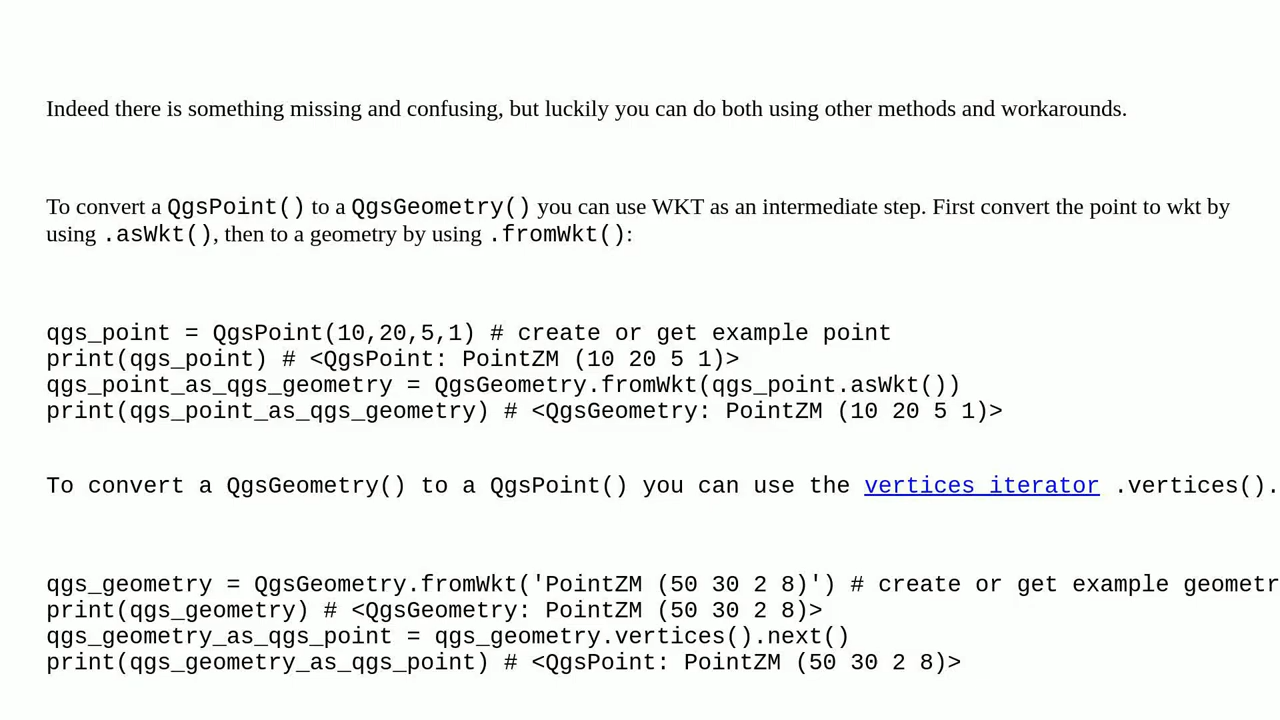 Indeed there is something missing and confusing, but luckily you can do both using other methods and workarounds.
To convert a QgsPoint() to a QgsGeometry() you can use WKT as an intermediate step. First convert the point to wkt by
using .asWkt(), then to a geometry by using .fromWkt():
qgs_point = QgsPoint(10,20,5,1) # create or get example point
print(qgs_point) # <QgsPoint: PointZM (10 20 5 1)>
qgs_point_as_qgs_geometry = QgsGeometry.fromWkt(qgs_point.asWkt())
print(qgs_point_as_qgs_geometry) # <QgsGeometry: PointZM (10 20 5 1)>
To convert a QgsGeometry() to a QgsPoint() you can use the vertices iterator .vertices().
qgs_geometry = QgsGeometry.fromWkt('PointZM (50 30 2 8)') # create or get example geometr
print(qgs_geometry) # <QgsGeometry: PointZM (50 30 2 8)>
qgs_geometry_as_qgs_point = qgs_geometry.vertices().next()
print(qgs_geometry_as_qgs_point) # <QgsPoint: PointZM (50 30 2 8)>